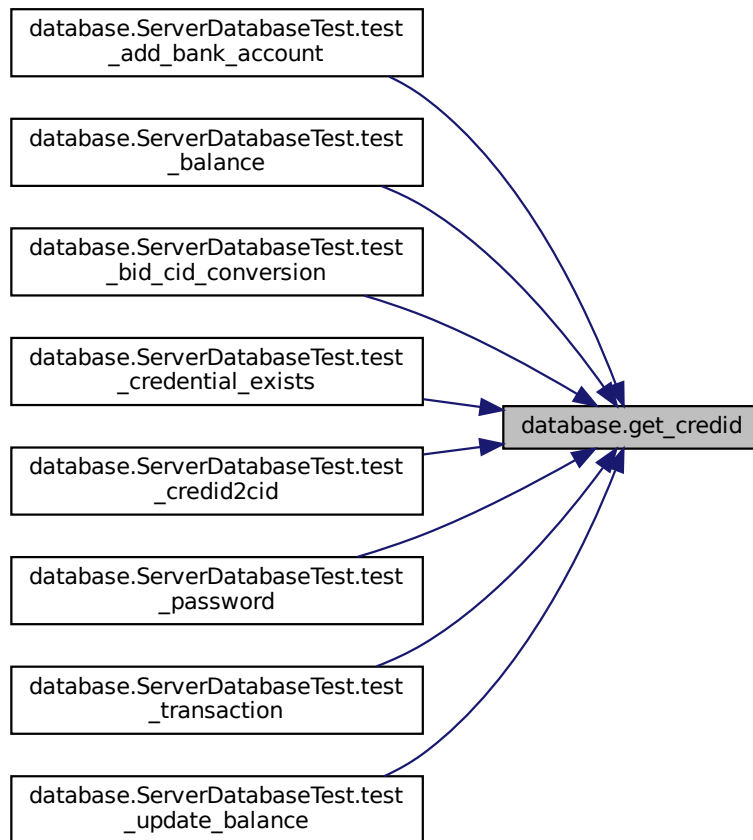 database.ServerDatabaseTest.test
_add_bank_account
database.ServerDatabaseTest.test
_balance
database.ServerDatabaseTest.test
_bid_cid_conversion
database.ServerDatabaseTest.test
_credential_exists
database.get_credid
database.ServerDatabaseTest.test
_credid2cid
database.ServerDatabaseTest.test
_password
database.ServerDatabaseTest.test
_transaction
database.ServerDatabaseTest.test
_update_balance